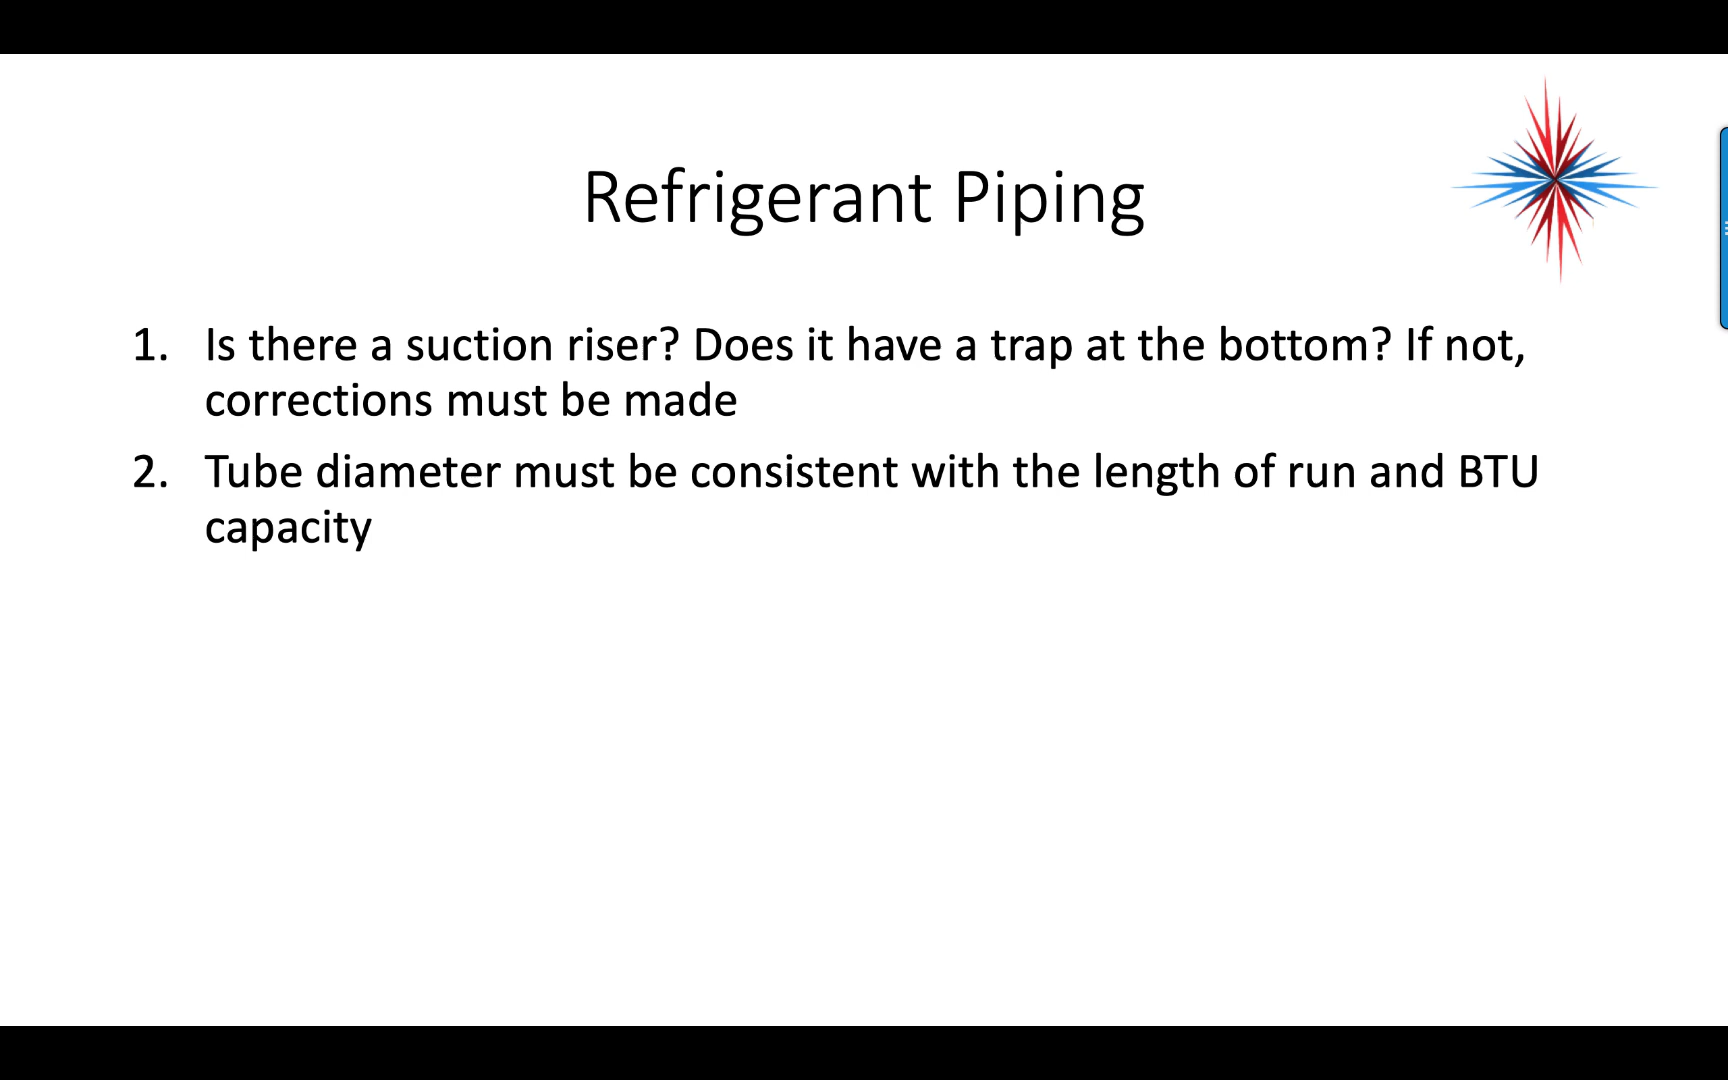 Refrigerant Piping
1. Is there a suction riser? Does it have a trap at the bottom? If not,
corrections must be made
2. Tube diameter must be consistent with the length of run and BTU
capacity